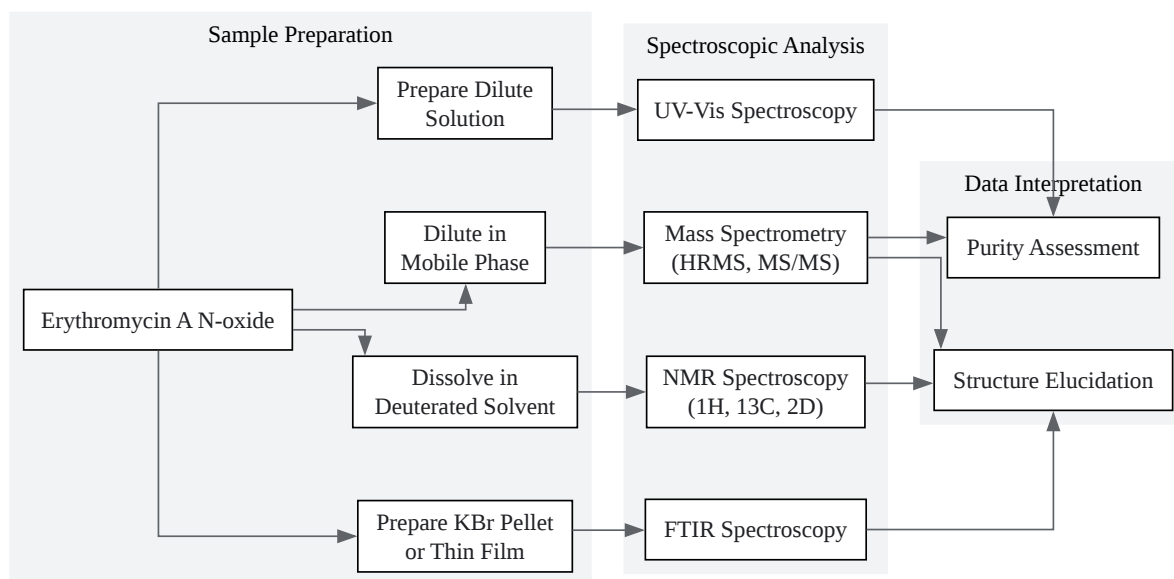 Sample Preparation
Spectroscopic Analysis
Prepare Dilute
Solution
UV-Vis Spectroscopy
Data Interpretation
Dilute in
Mobile Phase
Mass Spectrometry
(HRMS, MS/MS)
Purity Assessment
Erythromycin A N-oxide
Dissolve in
Deuterated Solvent
NMR Spectroscopy
(1H, 13C, 2D)
Structure Elucidation
Prepare KBr Pellet
or Thin Film
FTIR Spectroscopy